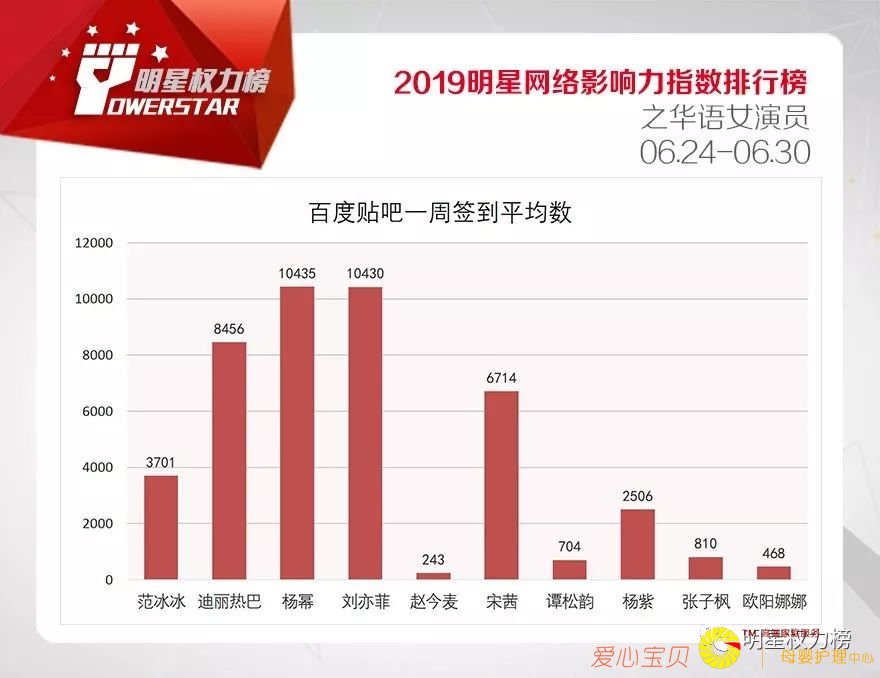 明星权力榜
POWERSTAR
2019明星网络影响力指数排行榜
之华语女演员
06.24-06.30
百度贴吧一周签到平均数
12000
10000
8000
6000
4000
2000
0
3701
8456
10435
10430
243
6714
704
2506
810
468
范冰冰 迪丽热巴 杨幂 刘亦菲 赵今麦 宋茜 谭松韵 杨紫 张子枫 欧阳娜娜
明星权力榜
爱心宝贝
母婴护理中心